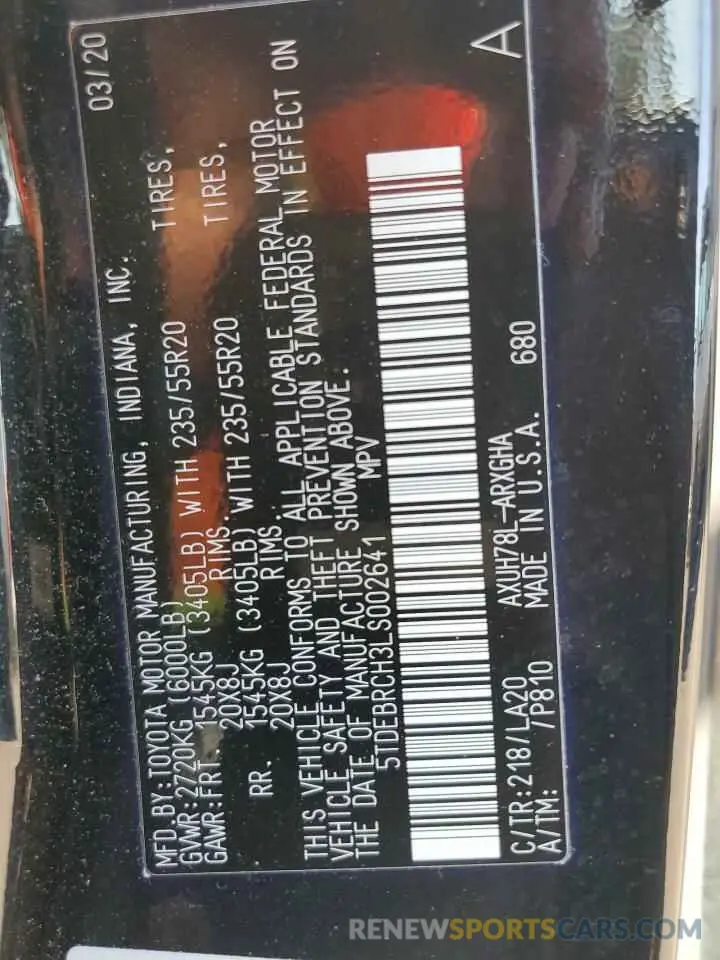 MFD.BY:TOYOTA MOTOR MANUFACTURING, INDIANA, INC. 03/20
GVWR:2720KG (6000LB)
GAWR:FRT. 1545KG (3405LB) WITH 235/55R20 TIRES,
20X8J RIMS.
RR. 1545KG (3405LB) WITH 235/55R20 TIRES,
20X8J RIMS.
THIS VEHICLE CONFORMS TO ALL APPLICABLE FEDERAL MOTOR
VEHICLE SAFETY AND THEFT PREVENTION STANDARDS IN EFFECT ON
THE DATE OF MANUFACTURE SHOWN ABOVE.
5TDEBRCH3LS002641 MPV
C/TR:218/LA20 AXUH78L-ARXGHA A
A/TM: /P810 MADE IN U.S.A. 680
RENEWSPORTSCARS.COM